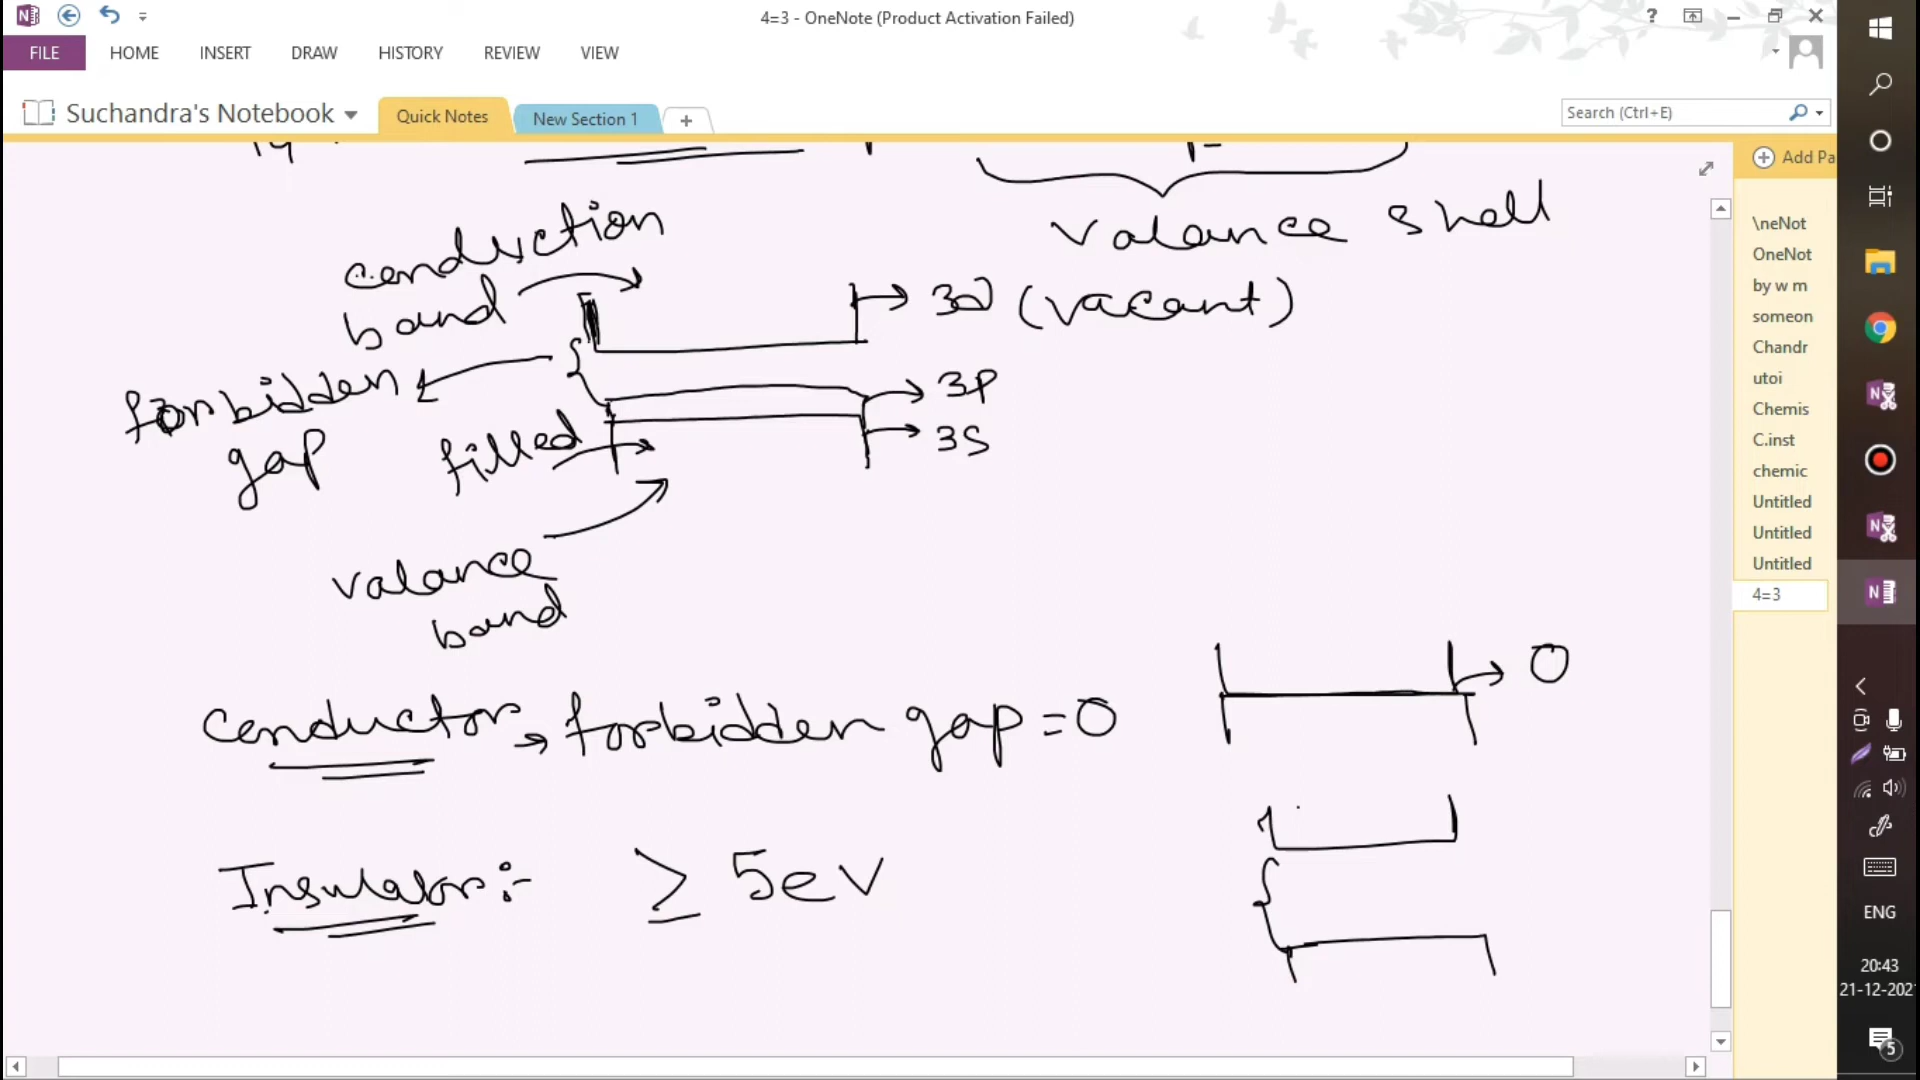 4=3 - OneNote (Product Activation Failed)
FILE HOME INSERT DRAW HISTORY REVIEW VIEW
Suchandra's Notebook Quick Notes New Section 1
Search (Ctrl+E)
Add Pa
\neNot
OneNot
by w m
someon
Chandr
utoi
Chemis
C.inst
chemic
Untitled
Untitled
Untitled
4=3
valance shell
conduction
band
3d (vacant)
forbidden
gap
3P
filled
3S
valance
band
conductor → forbidden gap = 0
0
Insulator:- ≥ 5eV
ENG
20:43
21-12-202
5